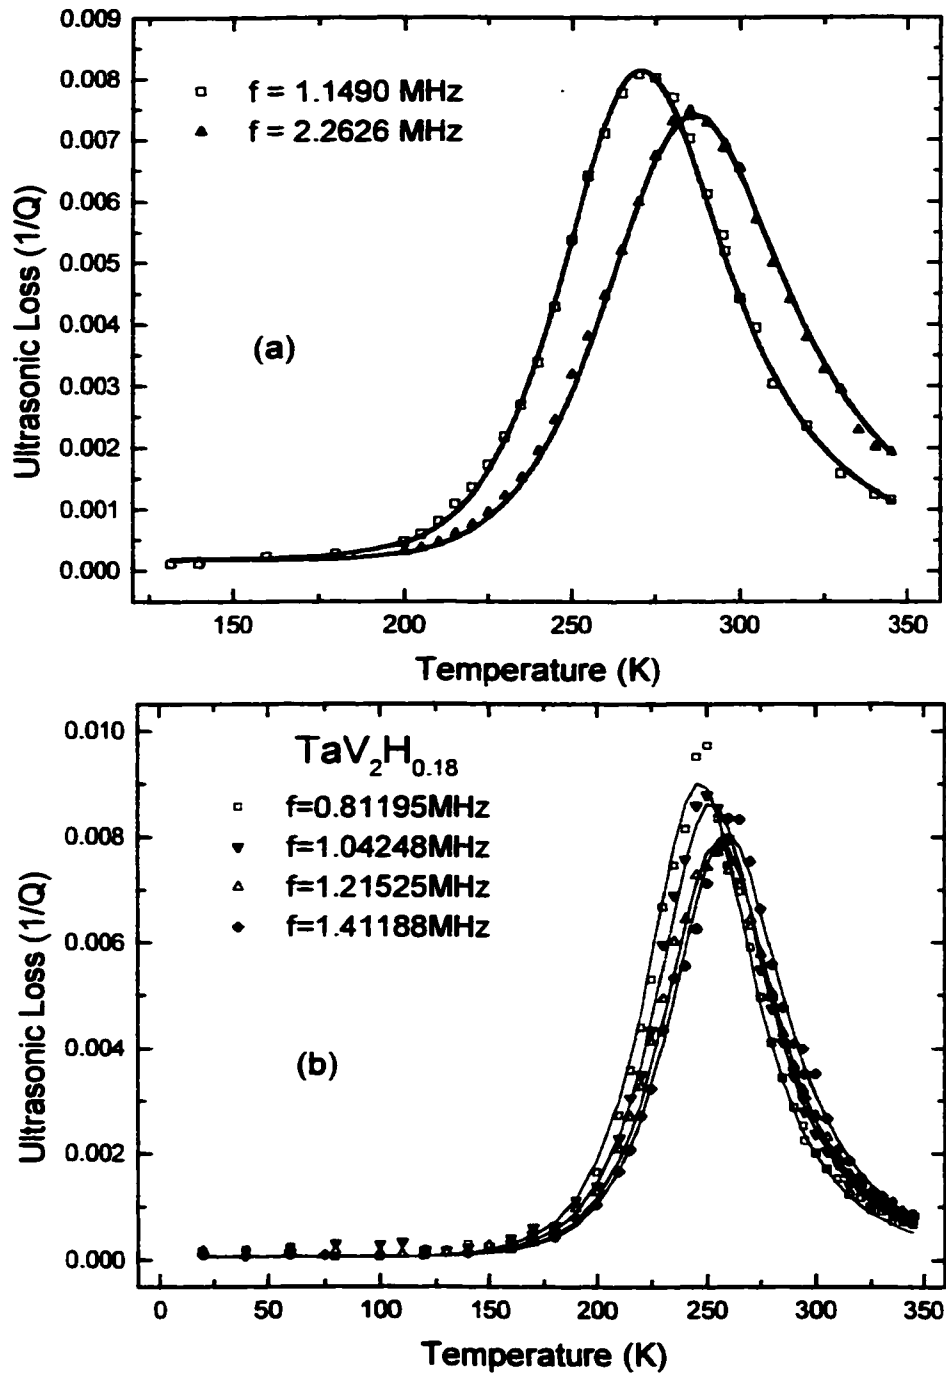 0.009
0.008
0.007
0.006
0.005
0.004
0.003
0.002
0.001
0.000
Ultrasonic Loss (1/Q)
f = 1.1490 MHz
f = 2.2626 MHz
(a)
150 200 250 300 350
Temperature (K)
0.010
0.008
0.006
0.004
0.002
0.000
Ultrasonic Loss (1/Q)
TaV2H0.18
f=0.81195MHz
f=1.04248MHz
f=1.21525MHz
f=1.41188MHz
(b)
0 50 100 150 200 250 300 350
Temperature (K)